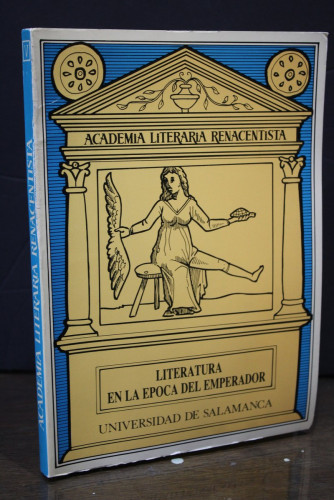 ACADEMIA LITERARIA RENACENTISTA
LITERATURA
EN LA EPOCA DEL EMPERADOR
UNIVERSIDAD DE SALAMANCA
ACADEMIA LITERARIA RENACENTISTA